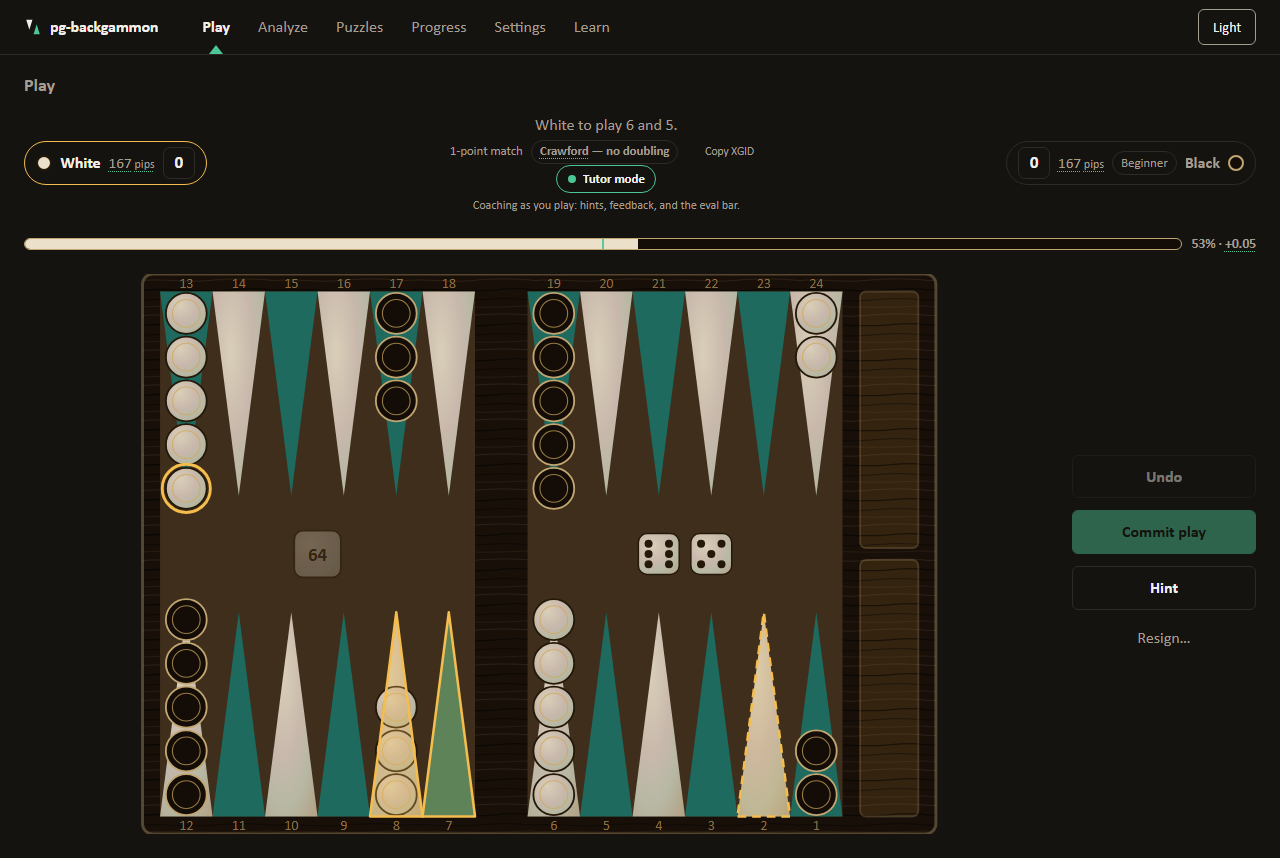 pg-backgammon Play Analyze Puzzles Progress Settings Learn Light
Play
White to play 6 and 5.
White 167 pips 0
1-point match Crawford — no doubling Copy XGID
0 167 pips Beginner Black
Tutor mode
Coaching as you play: hints, feedback, and the eval bar.
53% · +0.05
13 14 15 16 17 18 19 20 21 22 23 24
64
Undo
Commit play
Hint
Resign...
12 11 10 9 8 7 6 5 4 3 2 1